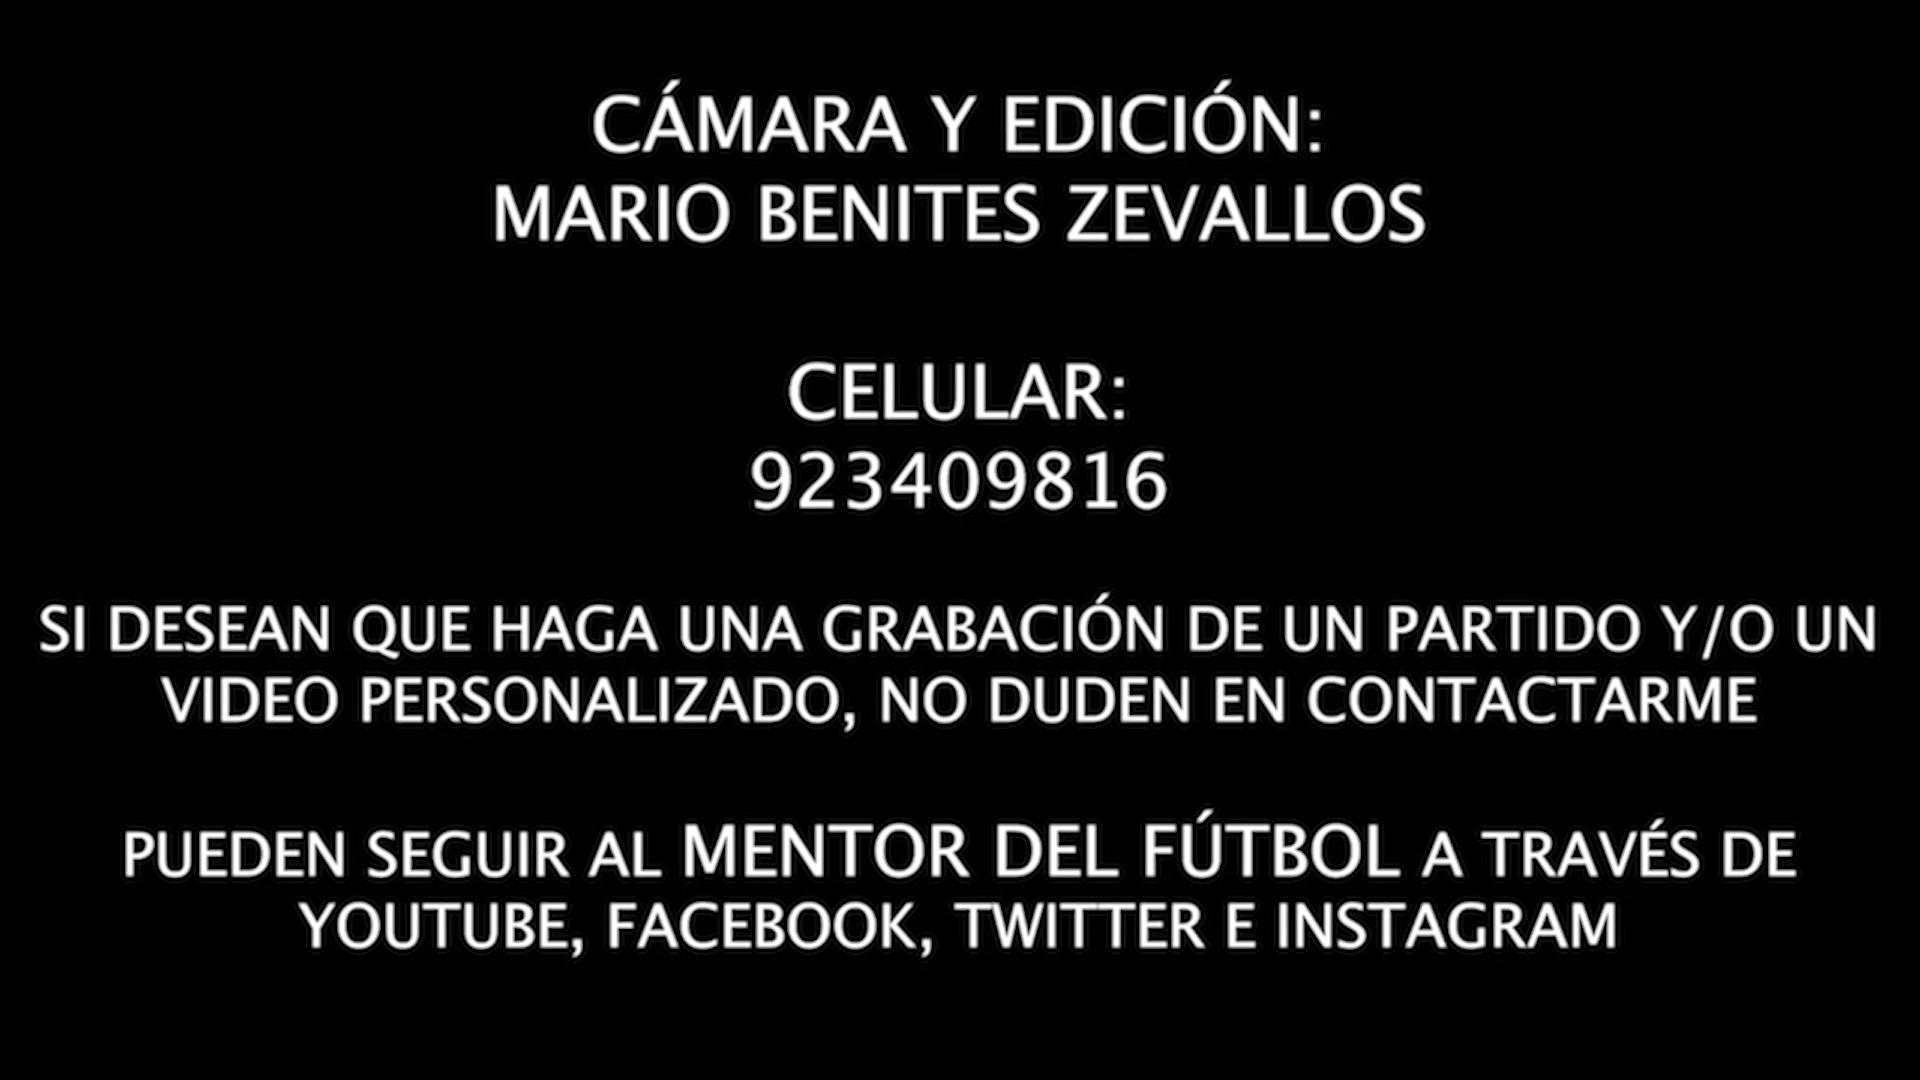 CÁMARA Y EDICIÓN:
MARIO BENITES ZEVALLOS
CELULAR:
923409816
SI DESEAN QUE HAGA UNA GRABACIÓN DE UN PARTIDO Y/O UN
VIDEO PERSONALIZADO, NO DUDEN EN CONTACTARME
PUEDEN SEGUIR AL MENTOR DEL FÚTBOL A TRAVÉS DE
YOUTUBE, FACEBOOK, TWITTER E INSTAGRAM